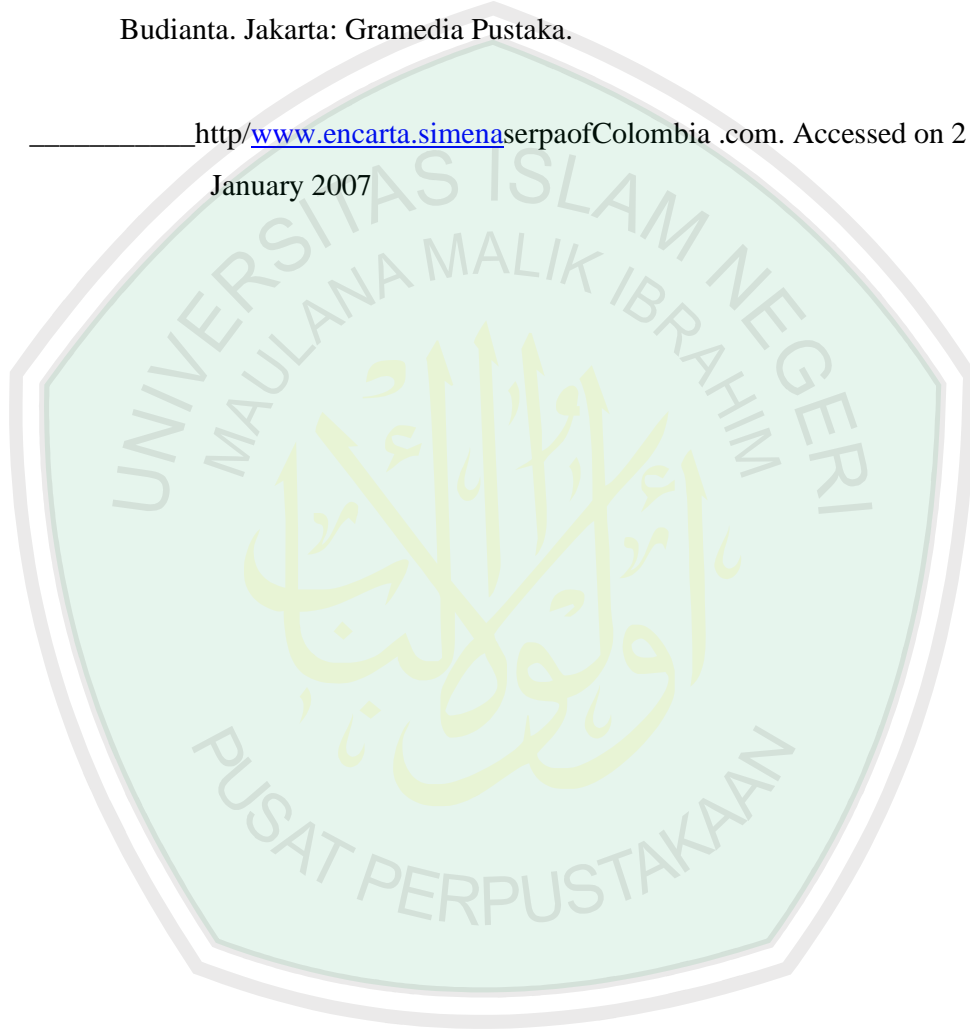 Budianta. Jakarta: Gramedia Pustaka.
____________http/www.encarta.simenaserpaofColombia .com. Accessed on 2
January 2007
UNIVERSITAS ISLAM NEGERI
MAULANA MALIK IBRAHIM
PUSAT PERPUSTAKAAN